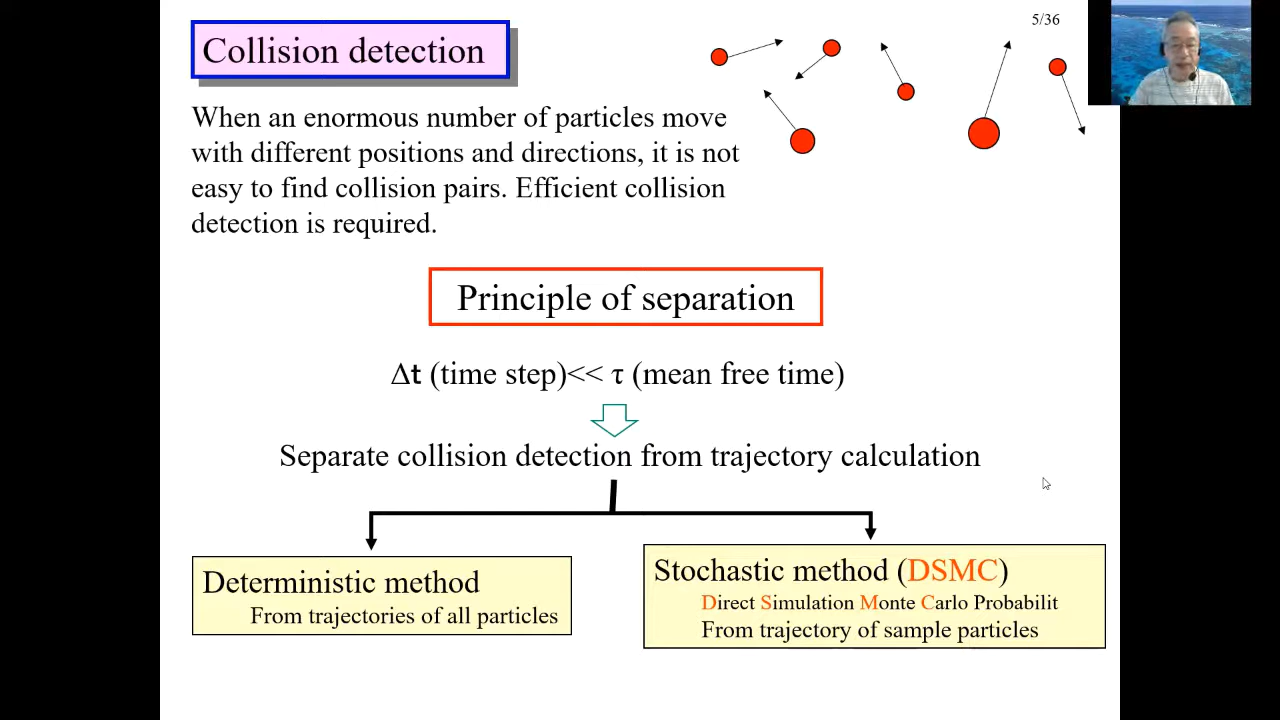 5/36
Collision detection
When an enormous number of particles move
with different positions and directions, it is not
easy to find collision pairs. Efficient collision
detection is required.
Principle of separation
Δt (time step)<< τ (mean free time)
Separate collision detection from trajectory calculation
Deterministic method
From trajectories of all particles
Stochastic method (DSMC)
Direct Simulation Monte Carlo Probabilit
From trajectory of sample particles